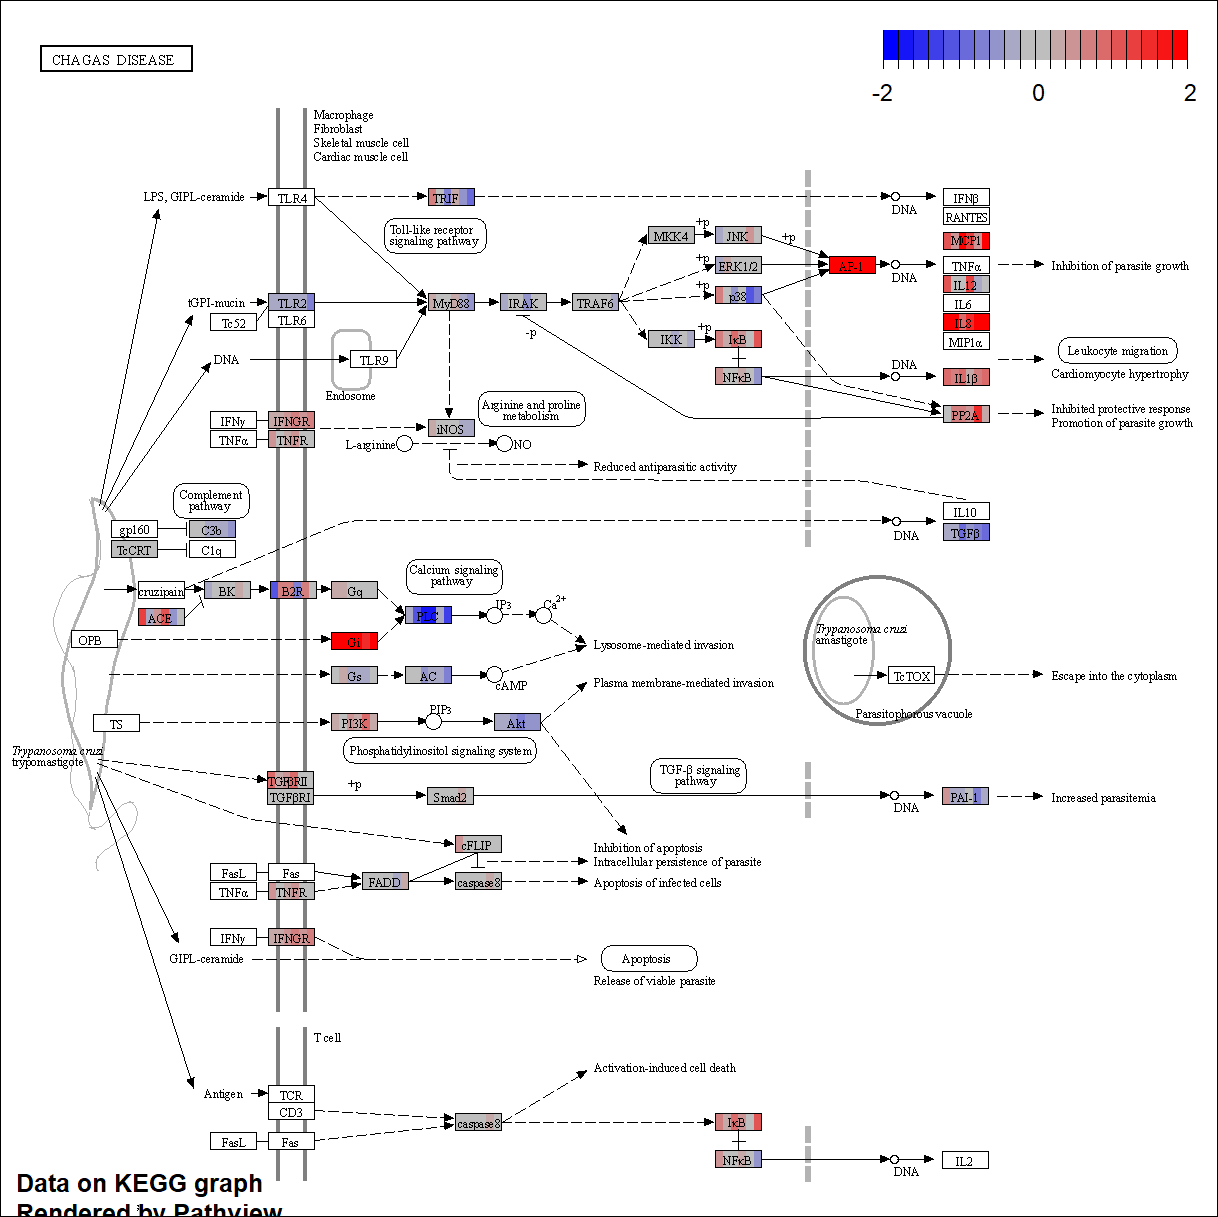 CHAGAS DISEASE
-2
0
2
Macrophage
Fibroblast
Skeletal muscle cell
Cardiac muscle cell
LPS, GIPL-ceramide
TLR4
TRIF
DNA
IFNβ
RANTES
Toll-like receptor
signaling pathway
MKK4
+p
JNK
+p
MCP1
+p
ERK1/2
AP-1
DNA
TNFα
Inhibition of parasite growth
IL12
tGPI-mucin
TLR2
MyD88
IRAK
TRAF6
+p
p38
IL6
Tc52
TLR6
IL8
-p
+p
IKK
IκB
MIP1α
Leukocyte migration
DNA
TLR9
DNA
Cardiomyocyte hypertrophy
NFκB
IL1β
Endosome
Arginine and proline
metabolism
PP2A
Inhibited protective response
Promotion of parasite growth
IFNγ
IFNGR
iNOS
TNFα
TNFR
L-arginine
NO
Reduced antiparasitic activity
Complement
pathway
IL10
gp160
C3b
DNA
TGFβ
TcCRT
C1q
Calcium signaling
pathway
cruzipain
BK
B2R
Gq
IP3
Ca2+
ACE
PLC
Trypanosoma cruzi
amastigote
OPB
Gi
Lysosome-mediated invasion
Gs
AC
cAMP
TcTOX
Escape into the cytoplasm
Plasma membrane-mediated invasion
PIP3
Parasitophorous vacuole
TS
PI3K
Akt
Phosphatidylinositol signaling system
Trypanosoma cruzi
trypomastigote
TGF-β signaling
pathway
TGFβRII
+p
TGFβRI
Smad2
DNA
PAI-1
Increased parasitemia
cFLIP
Inhibition of apoptosis
Intracellular persistence of parasite
FasL
Fas
FADD
caspase8
Apoptosis of infected cells
TNFα
TNFR
IFNγ
IFNGR
GIPL-ceramide
Apoptosis
Release of viable parasite
T cell
Activation-induced cell death
Antigen
TCR
CD3
caspase8
IκB
FasL
Fas
NFκB
DNA
IL2
Data on KEGG graph
Rendered by Pathview